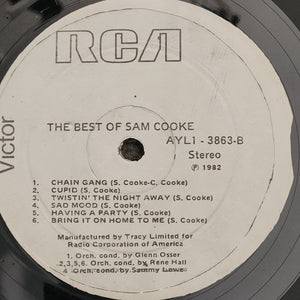 RCA
Victor
THE BEST OF SAM COOKE
AYL1 - 3863-B
Stereo
℗ 1982
1. CHAIN GANG (S. Cooke-C. Cooke)
2. CUPID (S. Cooke)
3. TWISTIN' THE NIGHT AWAY (S. Cooke)
4. SAD MOOD (S. Cooke)
5. HAVING A PARTY (S. Cooke)
6. BRING IT ON HOME TO ME (S. Cooke)
Manufactured by Tracy Limited for
Radio Corporation of America
1 Orch. cond. by Glenn Osser
2,3,5,6. Orch. cond. by Rene Hall
4 Orch. cond. by Sammy Lowe